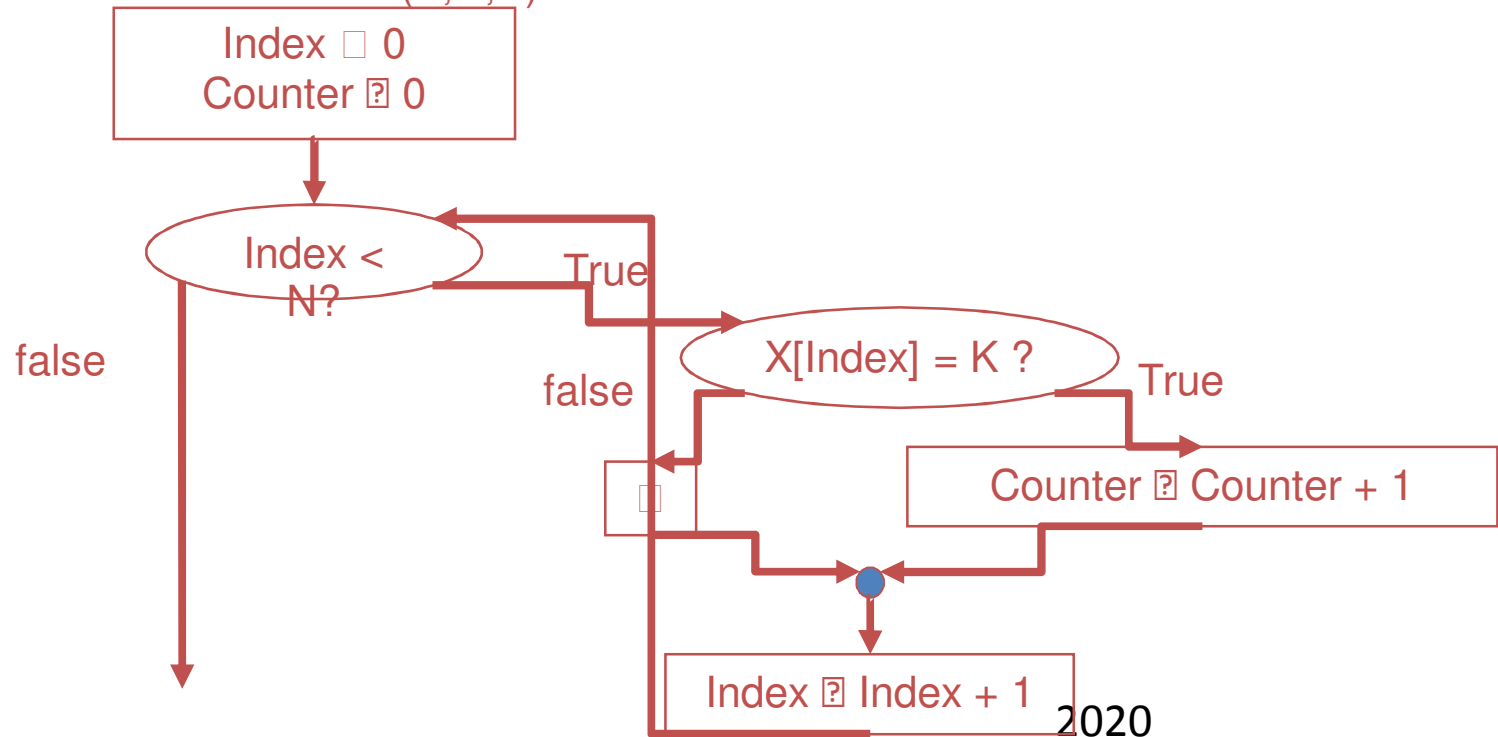 Index □ 0
Counter ⍰ 0
Index <
N?
True
false
X[Index] = K ?
false
True
□
Counter ⍰ Counter + 1
Index ⍰ Index + 1
2020